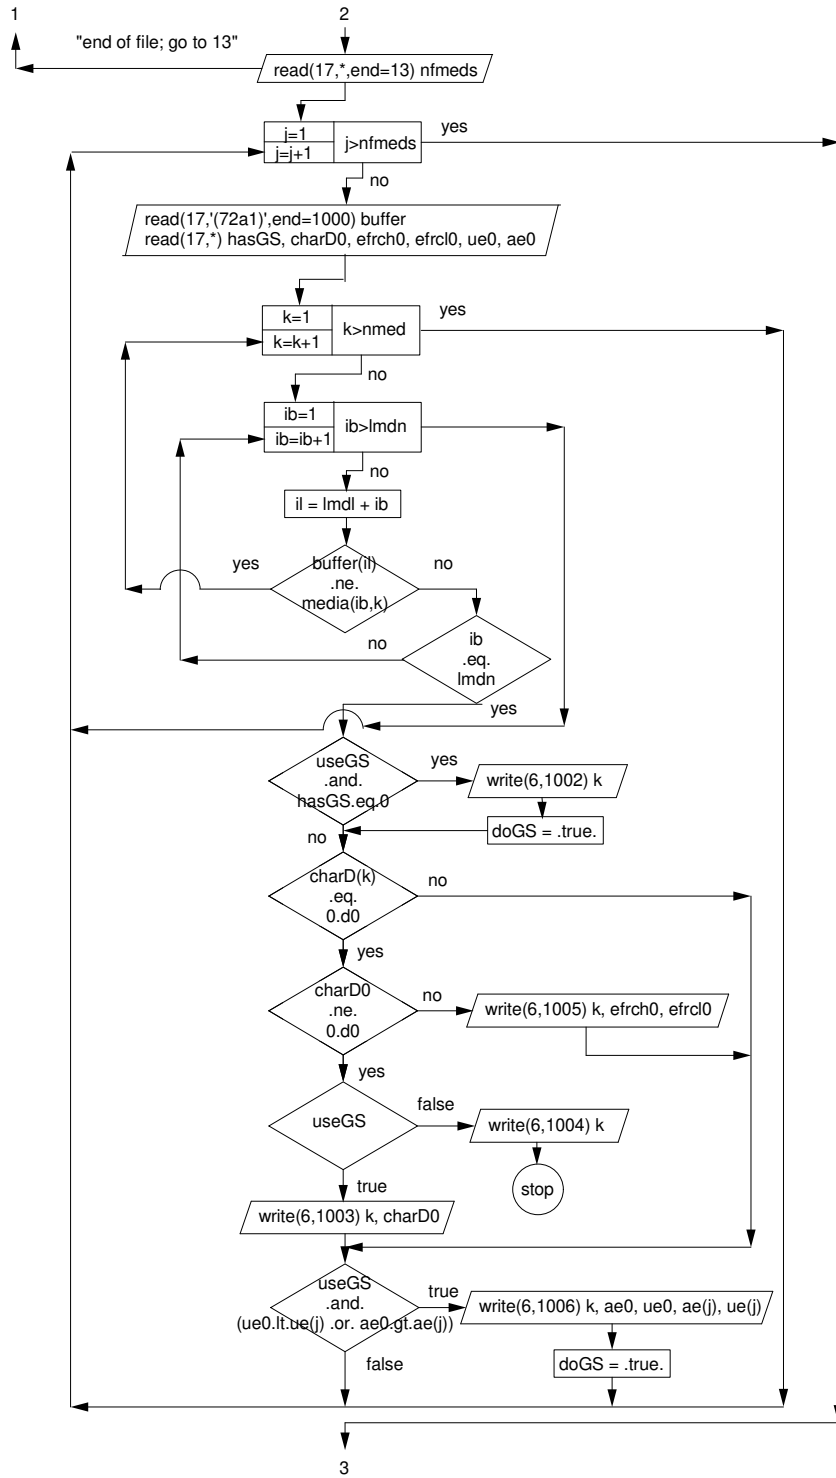 1
2
"end of file; go to 13"
read(17,*,end=13) nfmeds
j=1
j=j+1
j>nfmeds
yes
no
read(17,'(72a1)',end=1000) buffer
read(17,*) hasGS, charD0, efrch0, efrcl0, ue0, ae0
k=1
k=k+1
k>nmed
yes
no
ib=1
ib=ib+1
ib>lmdn
no
il = lmdl + ib
yes
buffer(il)
.ne.
media(ib,k)
no
no
ib
.eq.
lmdn
yes
useGS
.and.
hasGS.eq.0
yes
write(6,1002) k
doGS = .true.
no
charD(k)
.eq.
0.d0
no
yes
charD0
.ne.
0.d0
no
write(6,1005) k, efrch0, efrcl0
yes
useGS
false
write(6,1004) k
stop
true
write(6,1003) k, charD0
useGS
.and.
(ue0.lt.ue(j) .or. ae0.gt.ae(j))
true
write(6,1006) k, ae0, ue0, ae(j), ue(j)
doGS = .true.
false
3